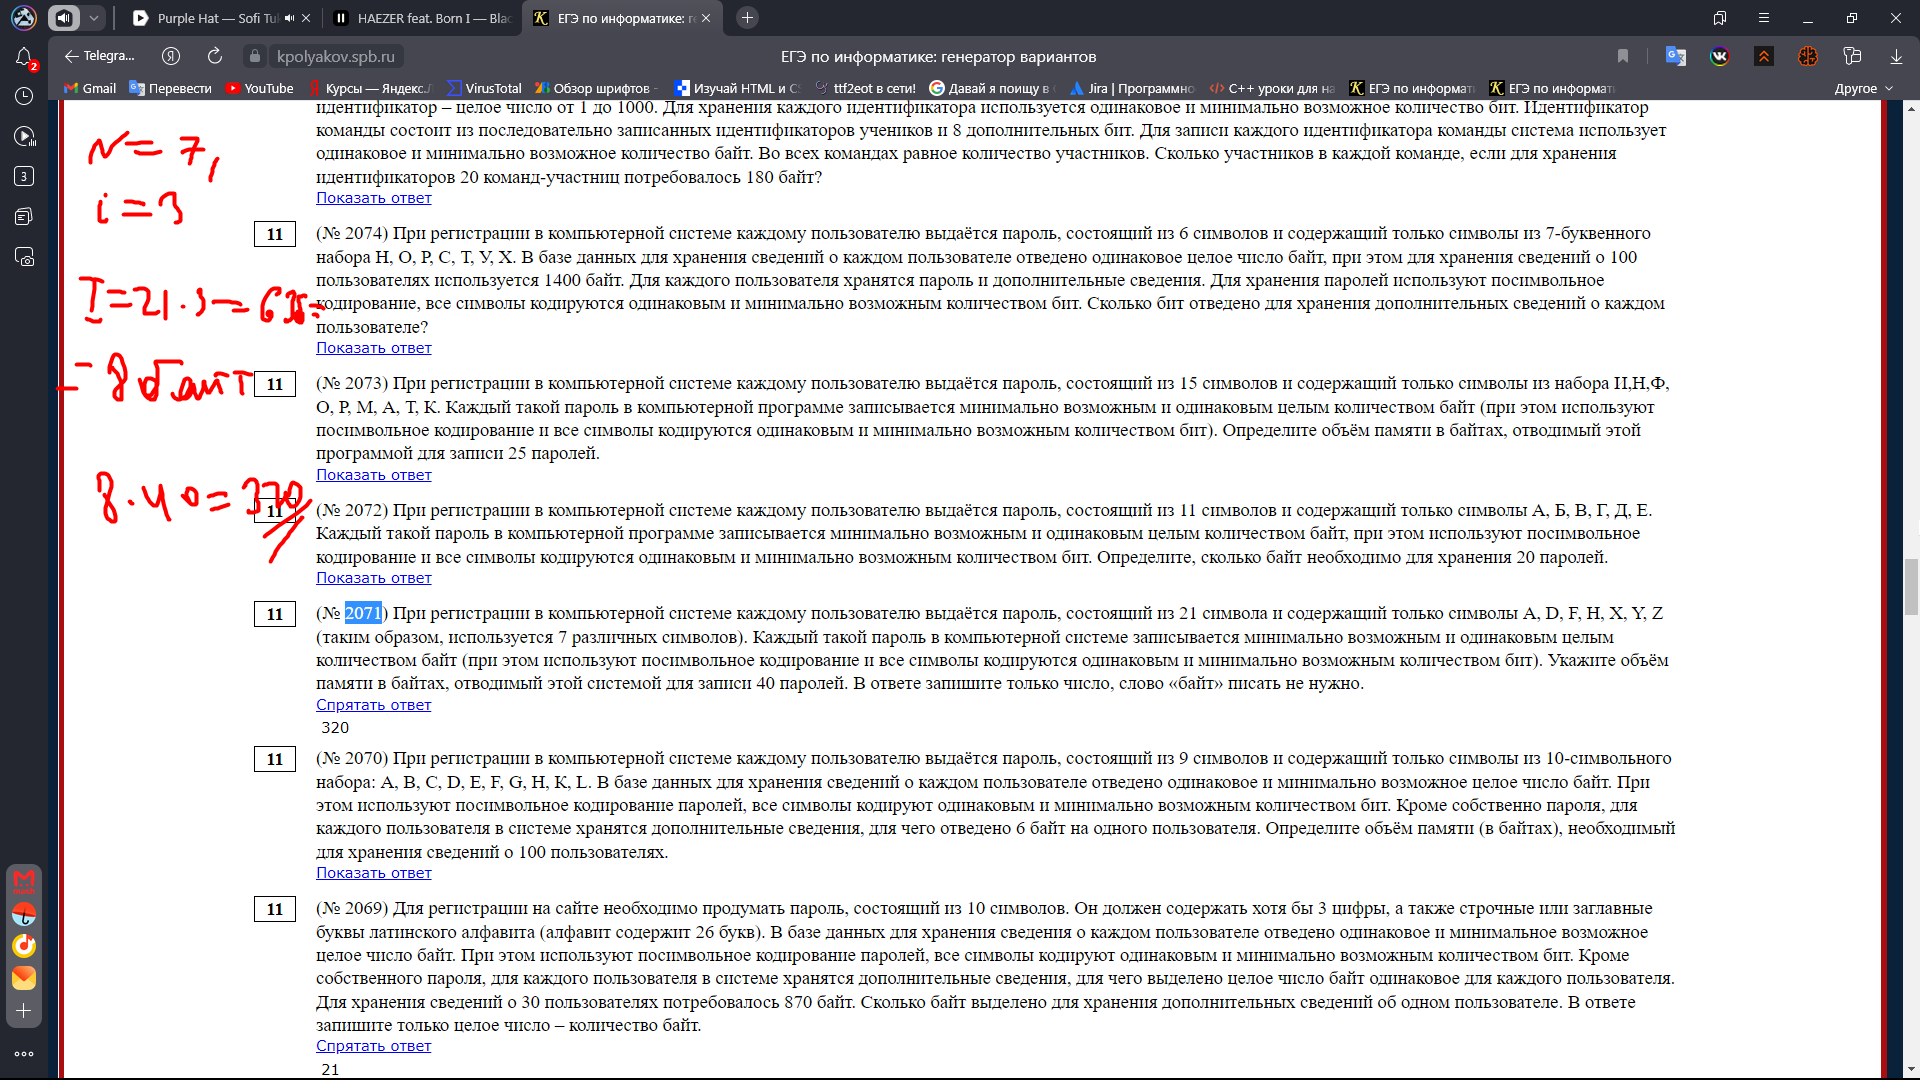 Purple Hat — Sofi Tu
HAEZER feat. Born I — Blac
ЕГЭ по информатике: г
2
Telegra...
kpolyakov.spb.ru
ЕГЭ по информатике: генератор вариантов
Gmail
Перевести
YouTube
Курсы — Яндекс.
VirusTotal
Обзор шрифтов -
Изучай HTML и CS
ttf2eot в сети!
Давай я поищу в
Jira | Программно
C++ уроки для на
ЕГЭ по информат
ЕГЭ по информат
Другое
3
идентификатор – целое число от 1 до 1000. Для хранения каждого идентификатора используется одинаковое и минимально возможное количество бит. Идентификатор
команды состоит из последовательно записанных идентификаторов учеников и 8 дополнительных бит. Для записи каждого идентификатора команды система использует
одинаковое и минимально возможное количество байт. Во всех командах равное количество участников. Сколько участников в каждой команде, если для хранения
идентификаторов 20 команд-участниц потребовалось 180 байт?
Показать ответ
N = 7,
i = 3
I = 21 · 3 = 63б =
= 8 байт
8 · 40 = 320
11
(№ 2074) При регистрации в компьютерной системе каждому пользователю выдаётся пароль, состоящий из 6 символов и содержащий только символы из 7-буквенного
набора Н, О, Р, С, Т, У, Х. В базе данных для хранения сведений о каждом пользователе отведено одинаковое целое число байт, при этом для хранения сведений о 100
пользователях используется 1400 байт. Для каждого пользователя хранятся пароль и дополнительные сведения. Для хранения паролей используют посимвольное
кодирование, все символы кодируются одинаковым и минимально возможным количеством бит. Сколько бит отведено для хранения дополнительных сведений о каждом
пользователе?
Показать ответ
11
(№ 2073) При регистрации в компьютерной системе каждому пользователю выдаётся пароль, состоящий из 15 символов и содержащий только символы из набора И,Н,Ф,
О, Р, М, А, Т, К. Каждый такой пароль в компьютерной программе записывается минимально возможным и одинаковым целым количеством байт (при этом используют
посимвольное кодирование и все символы кодируются одинаковым и минимально возможным количеством бит). Определите объём памяти в байтах, отводимый этой
программой для записи 25 паролей.
Показать ответ
11
(№ 2072) При регистрации в компьютерной системе каждому пользователю выдаётся пароль, состоящий из 11 символов и содержащий только символы А, Б, В, Г, Д, Е.
Каждый такой пароль в компьютерной программе записывается минимально возможным и одинаковым целым количеством байт, при этом используют посимвольное
кодирование и все символы кодируются одинаковым и минимально возможным количеством бит. Определите, сколько байт необходимо для хранения 20 паролей.
Показать ответ
11
(№ 2071) При регистрации в компьютерной системе каждому пользователю выдаётся пароль, состоящий из 21 символа и содержащий только символы A, D, F, H, X, Y, Z
(таким образом, используется 7 различных символов). Каждый такой пароль в компьютерной системе записывается минимально возможным и одинаковым целым
количеством байт (при этом используют посимвольное кодирование и все символы кодируются одинаковым и минимально возможным количеством бит). Укажите объём
памяти в байтах, отводимый этой системой для записи 40 паролей. В ответе запишите только число, слово «байт» писать не нужно.
Спрятать ответ
320
11
(№ 2070) При регистрации в компьютерной системе каждому пользователю выдаётся пароль, состоящий из 9 символов и содержащий только символы из 10-символьного
набора: A, B, C, D, E, F, G, H, K, L. В базе данных для хранения сведений о каждом пользователе отведено одинаковое и минимально возможное целое число байт. При
этом используют посимвольное кодирование паролей, все символы кодируют одинаковым и минимально возможным количеством бит. Кроме собственно пароля, для
каждого пользователя в системе хранятся дополнительные сведения, для чего отведено 6 байт на одного пользователя. Определите объём памяти (в байтах), необходимый
для хранения сведений о 100 пользователях.
Показать ответ
11
(№ 2069) Для регистрации на сайте необходимо продумать пароль, состоящий из 10 символов. Он должен содержать хотя бы 3 цифры, а также строчные или заглавные
буквы латинского алфавита (алфавит содержит 26 букв). В базе данных для хранения сведения о каждом пользователе отведено одинаковое и минимальное возможное
целое число байт. При этом используют посимвольное кодирование паролей, все символы кодируют одинаковым и минимально возможным количеством бит. Кроме
собственного пароля, для каждого пользователя в системе хранятся дополнительные сведения, для чего выделено целое число байт одинаковое для каждого пользователя.
Для хранения сведений о 30 пользователях потребовалось 870 байт. Сколько байт выделено для хранения дополнительных сведений об одном пользователе. В ответе
запишите только целое число – количество байт.
Спрятать ответ
21